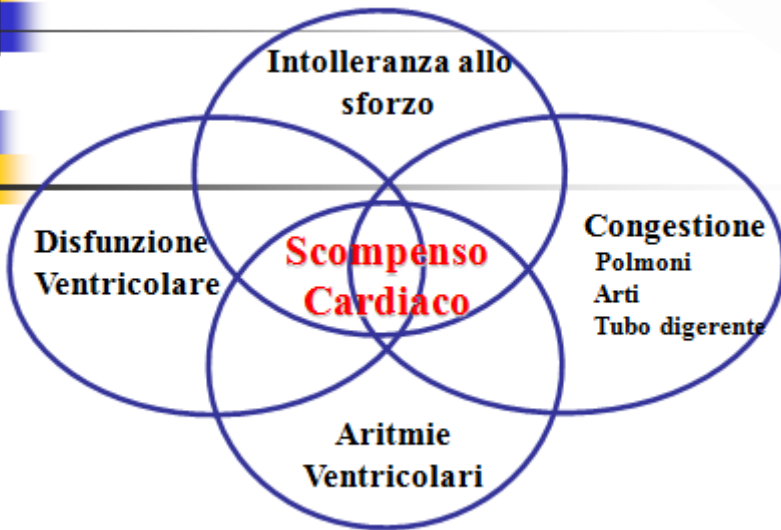 Intolleranza allo
sforzo
Disfunzione
Ventricolare
Scompenso
Cardiaco
Congestione
Polmoni
Arti
Tubo digerente
Aritmie
Ventricolari